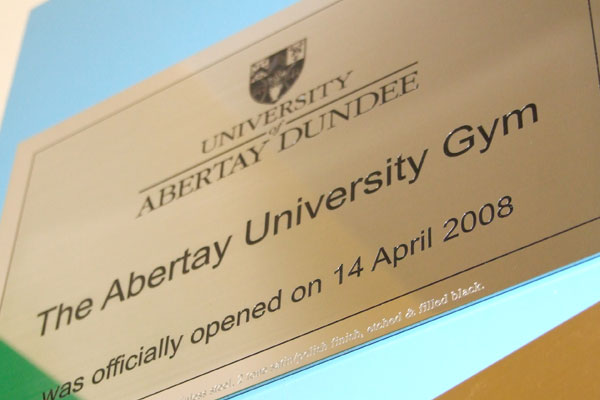 UNIVERSITY
of
ABERTAY DUNDEE
The Abertay University Gym
was officially opened on 14 April 2008
steel, finish, etched & filled black.